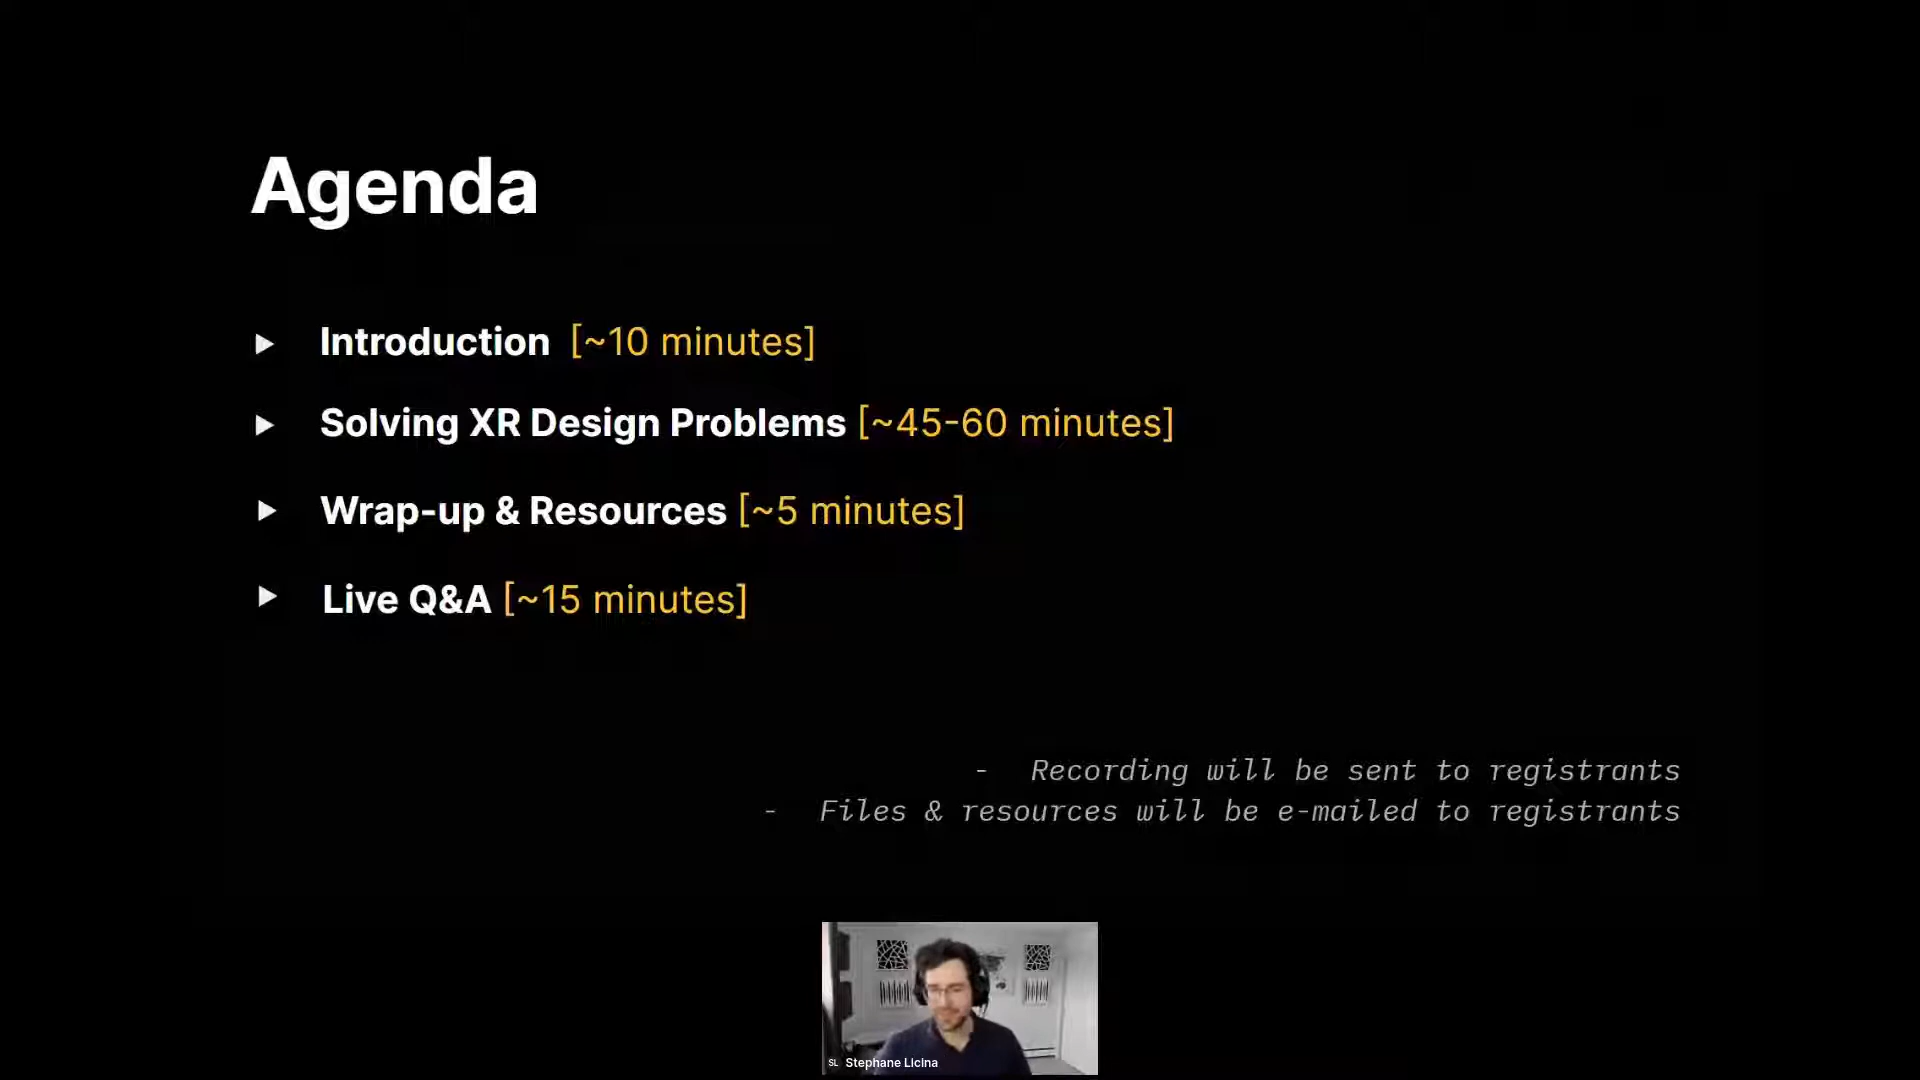 Agenda
Introduction [~10 minutes]
Solving XR Design Problems [~45-60 minutes]
Wrap-up & Resources [~5 minutes]
Live Q&A [~15 minutes]
- Recording will be sent to registrants
- Files & resources will be e-mailed to registrants
SL Stephane Licina